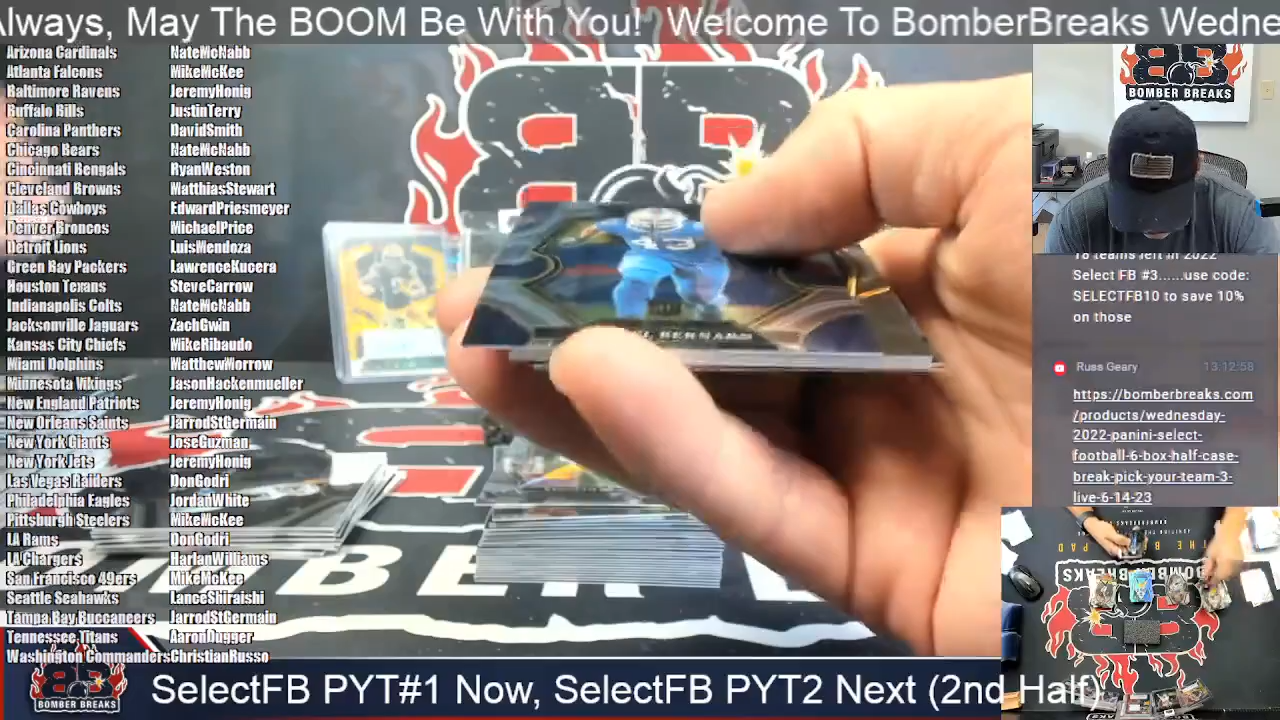 Always, May The BOOM Be With You!  Welcome To BomberBreaks Wedne
Arizona Cardinals NateMcNabb
Atlanta Falcons MikeMcKee
Baltimore Ravens JeremyHonig
Buffalo Bills JustinTerry
Carolina Panthers DavidSmith
Chicago Bears NateMcNabb
Cincinnati Bengals RyanWeston
Cleveland Browns MatthiasStewart
Dallas Cowboys EdwardPriesmeyer
Denver Broncos MichaelPrice
Detroit Lions LuisMendoza
Green Bay Packers LawrenceKucera
Houston Texans SteveCarrow
Indianapolis Colts NateMcNabb
Jacksonville Jaguars ZachGwin
Kansas City Chiefs MikeRibaudo
Miami Dolphins MatthewMorrow
Minnesota Vikings JasonHackenmueller
New England Patriots JeremyHonig
New Orleans Saints JarrodStGermain
New York Giants JoseGuzman
New York Jets JeremyHonig
Las Vegas Raiders DonGodri
Philadelphia Eagles JordanWhite
Pittsburgh Steelers MikeMcKee
LA Rams DonGodri
LA Chargers HarlanWilliams
San Francisco 49ers MikeMcKee
Seattle Seahawks LanceShiraishi
Tampa Bay Buccaneers JarrodStGermain
Tennessee Titans AaronDugger
Washington Commanders ChristianRusso
43
BOMBER BREAKS
18 teams left in 2022
Select FB #3......use code:
SELECTFB10 to save 10%
on those
Russ Geary 13:12:58
https://bomberbreaks.com
/products/wednesday-
2022-panini-select-
football-6-box-half-case-
break-pick-your-team-3-
live-6-14-23
BOMBER BREAKS
SelectFB PYT#1 Now, SelectFB PYT2 Next (2nd Half)